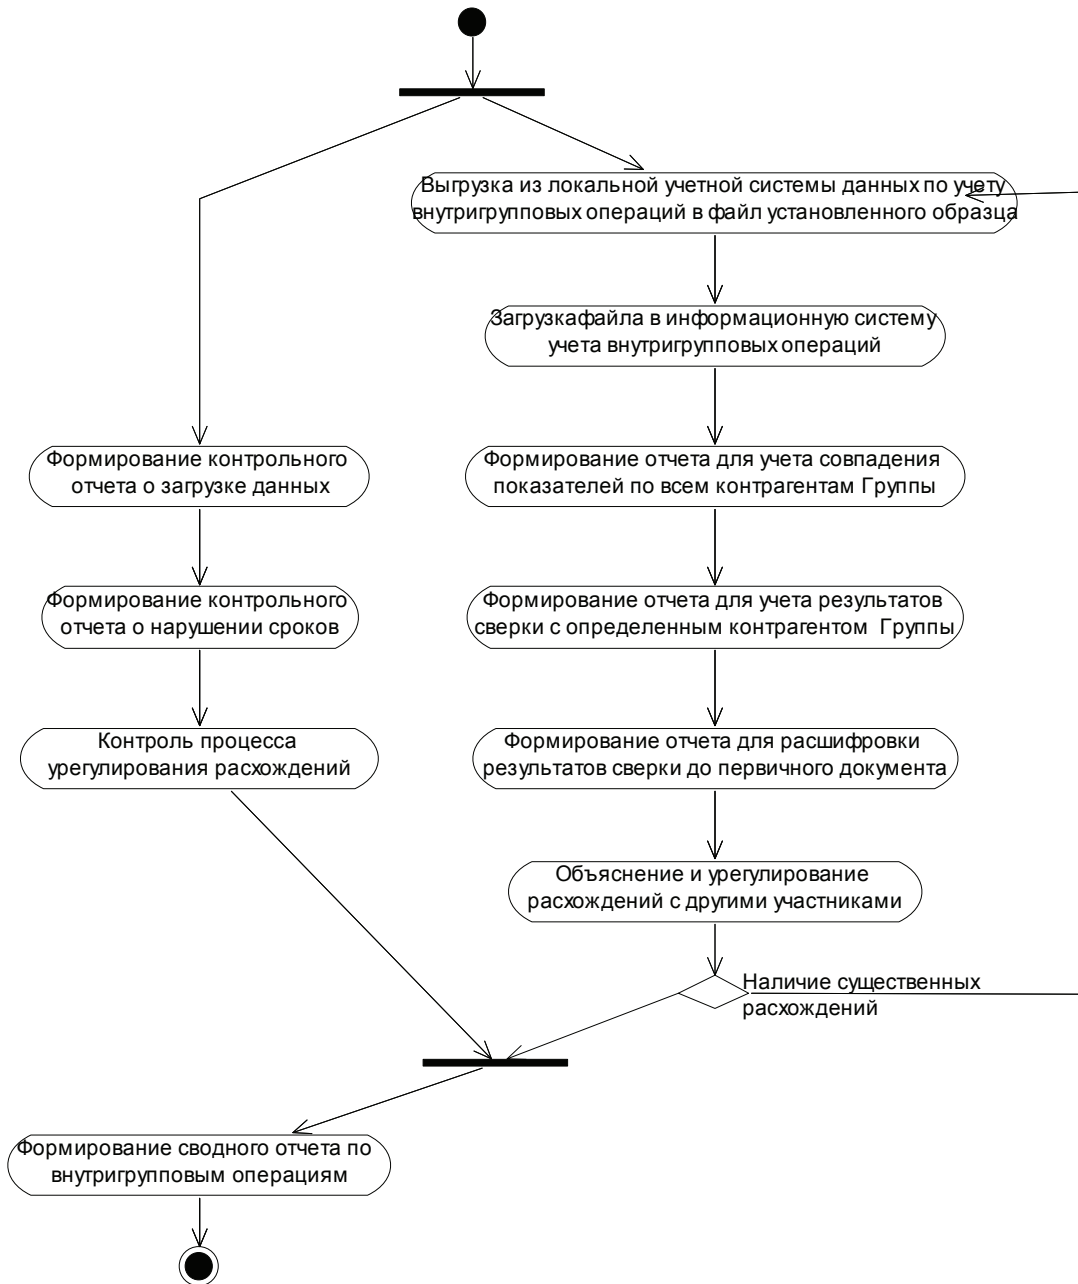 Выгрузка из локальной учетной системы данных по учету
внутригрупповых операций в файл установленного образца
Загрузкафайла в информационную систему
учета внутригрупповых операций
Формирование контрольного
отчета о загрузке данных
Формирование отчета для учета совпадения
показателей по всем контрагентам Группы
Формирование контрольного
отчета о нарушении сроков
Формирование отчета для учета результатов
сверки с определенным контрагентом Группы
Контроль процесса
урегулирования расхождений
Формирование отчета для расшифровки
результатов сверки до первичного документа
Объяснение и урегулирование
расхождений с другими участниками
Наличие существенных
расхождений
Формирование сводного отчета по
внутригрупповым операциям